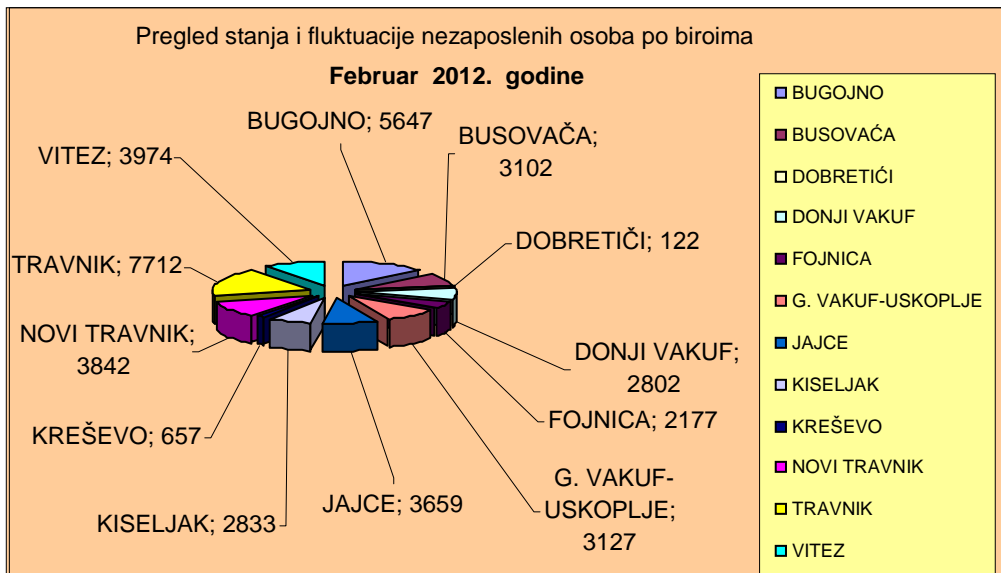 Pregled stanja i fluktuacije nezaposlenih osoba po biroima
Februar 2012. godine
BUGOJNO; 5647
BUSOVAČA;
3102
DOBRETIČI; 122
DONJI VAKUF;
2802
FOJNICA; 2177
G. VAKUF-
USKOPLJE;
3127
JAJCE; 3659
KISELJAK; 2833
KREŠEVO; 657
NOVI TRAVNIK;
3842
TRAVNIK; 7712
VITEZ; 3974
BUGOJNO
BUSOVAĆA
DOBRETIĆI
DONJI VAKUF
FOJNICA
G. VAKUF-USKOPLJE
JAJCE
KISELJAK
KREŠEVO
NOVI TRAVNIK
TRAVNIK
VITEZ